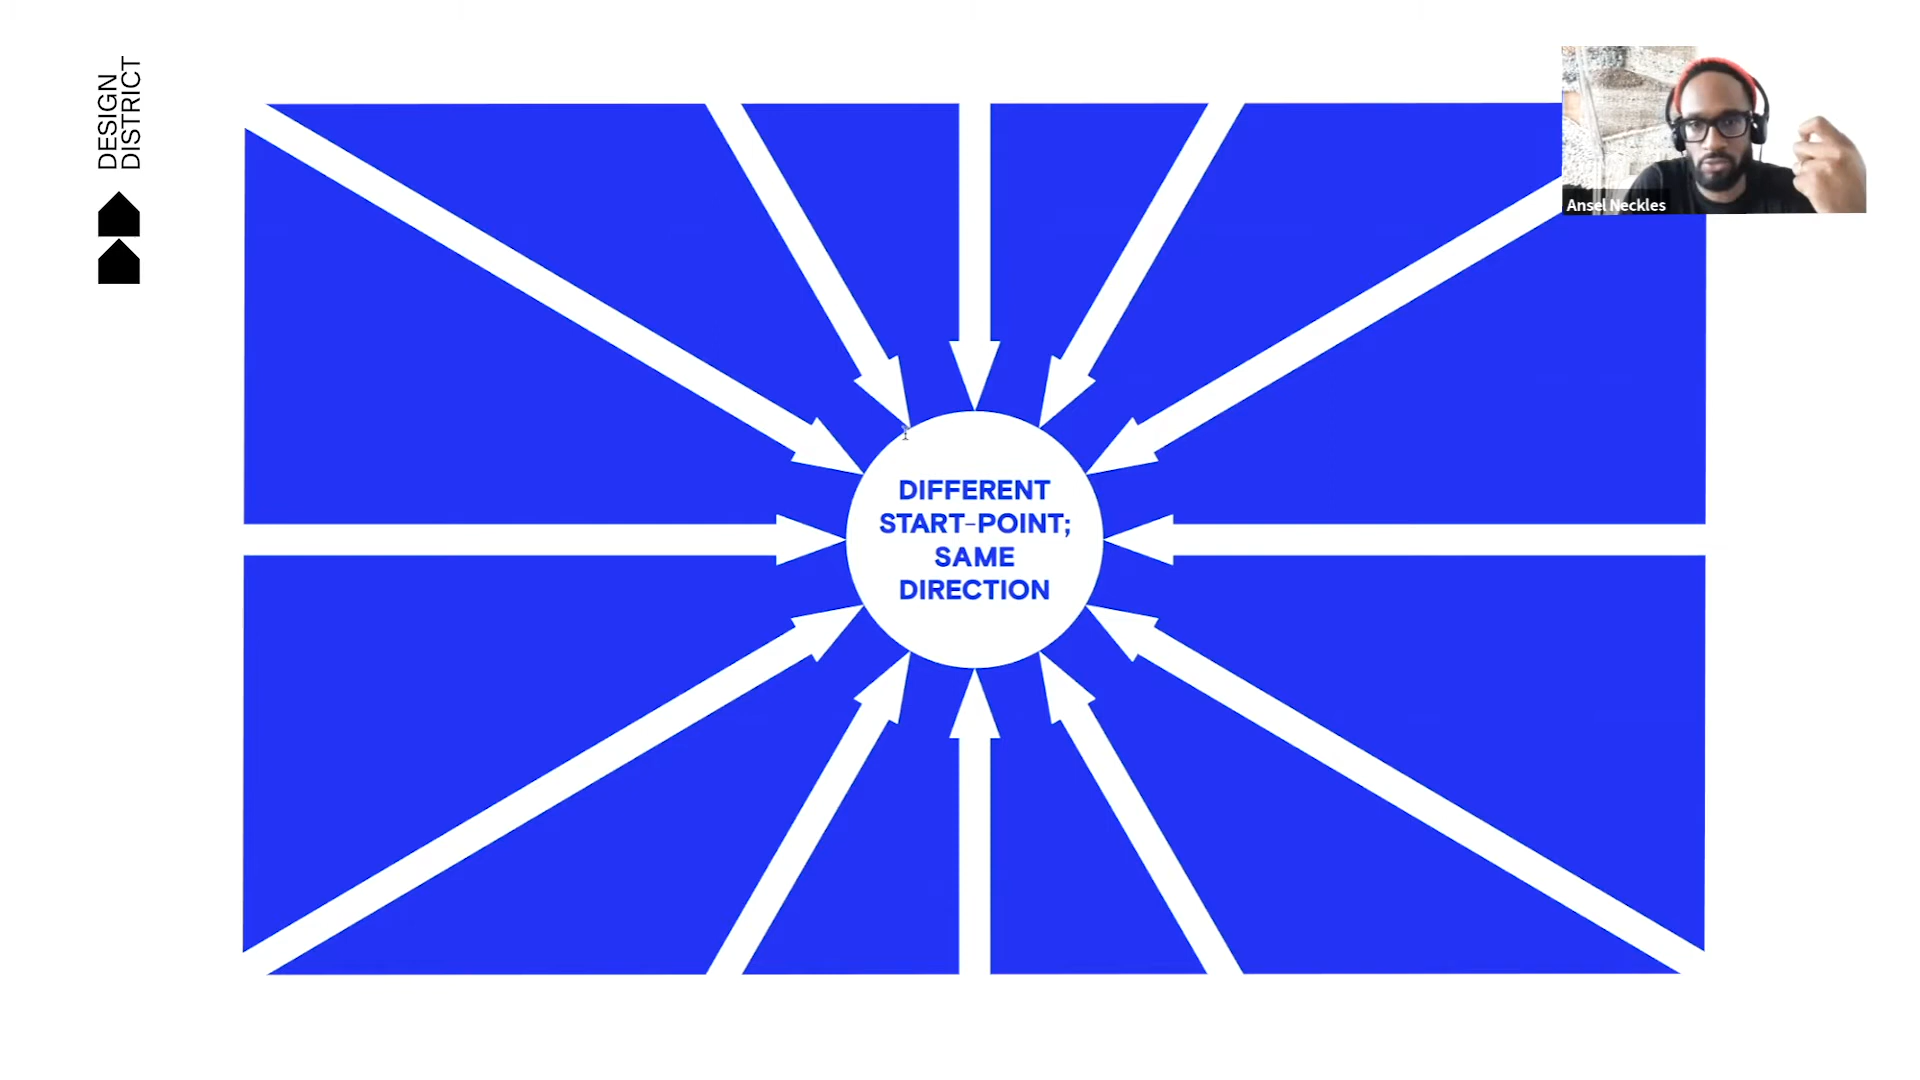 DESIGN
DISTRICT
Ansel Neckles
DIFFERENT
START-POINT;
SAME
DIRECTION